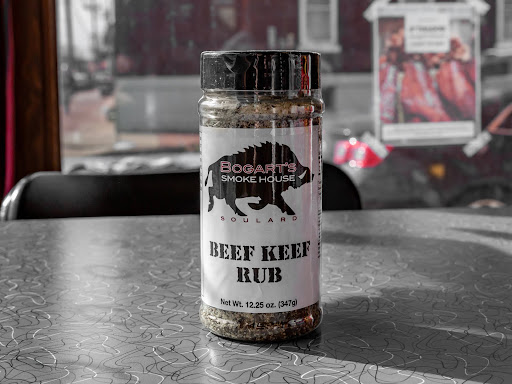 BOGART'S
SMOKE HOUSE
SOULARD
BEEF KEEF
RUB
Net Wt. 12.25 oz. (347g)